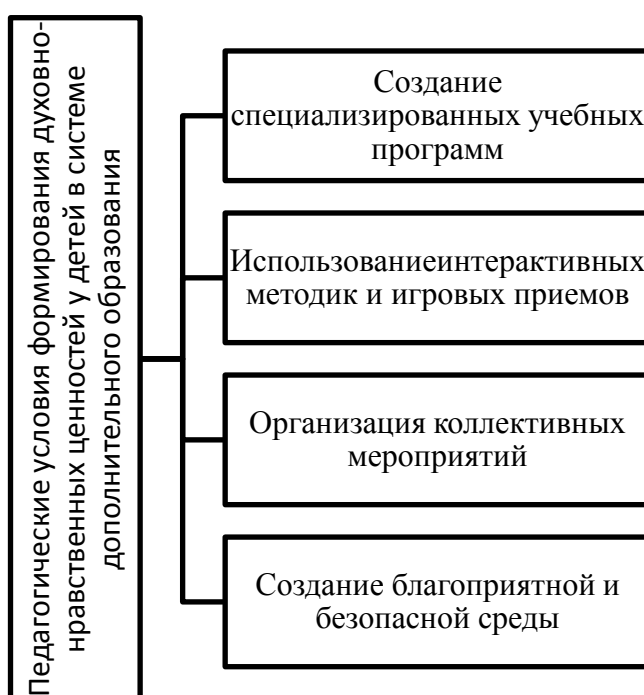 Педагогические условия формирования духовно-
нравственных ценностей у детей в системе
дополнительного образования
Создание
специализированных учебных
программ
Использованиеинтерактивных
методик и игровых приемов
Организация коллективных
мероприятий
Создание благоприятной и
безопасной среды